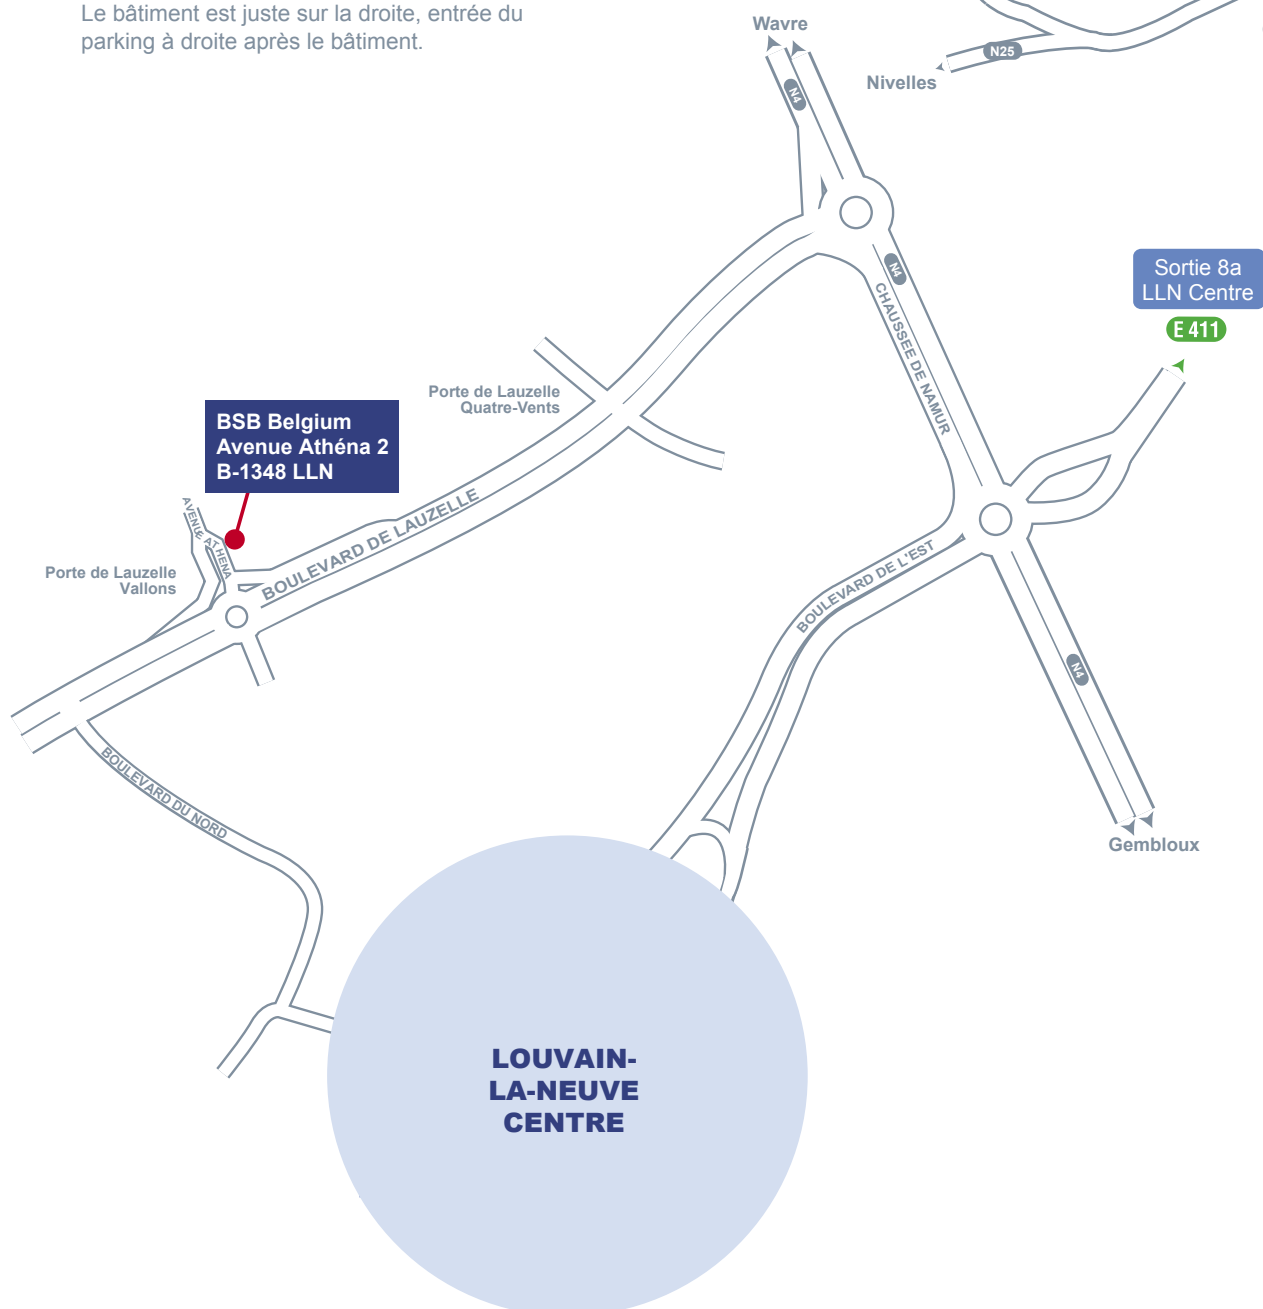 Le bâtiment est juste sur la droite, entrée du
parking à droite après le bâtiment.
Wavre
N25
Nivelles
N4
N4
CHAUSSEE DE NAMUR
Sortie 8a
LLN Centre
E 411
Porte de Lauzelle
Quatre-Vents
BSB Belgium
Avenue Athéna 2
B-1348 LLN
AVENUE ATHENA
BOULEVARD DE LAUZELLE
Porte de Lauzelle
Vallons
BOULEVARD DE L'EST
N4
BOULEVARD DU NORD
Gembloux
LOUVAIN-
LA-NEUVE
CENTRE